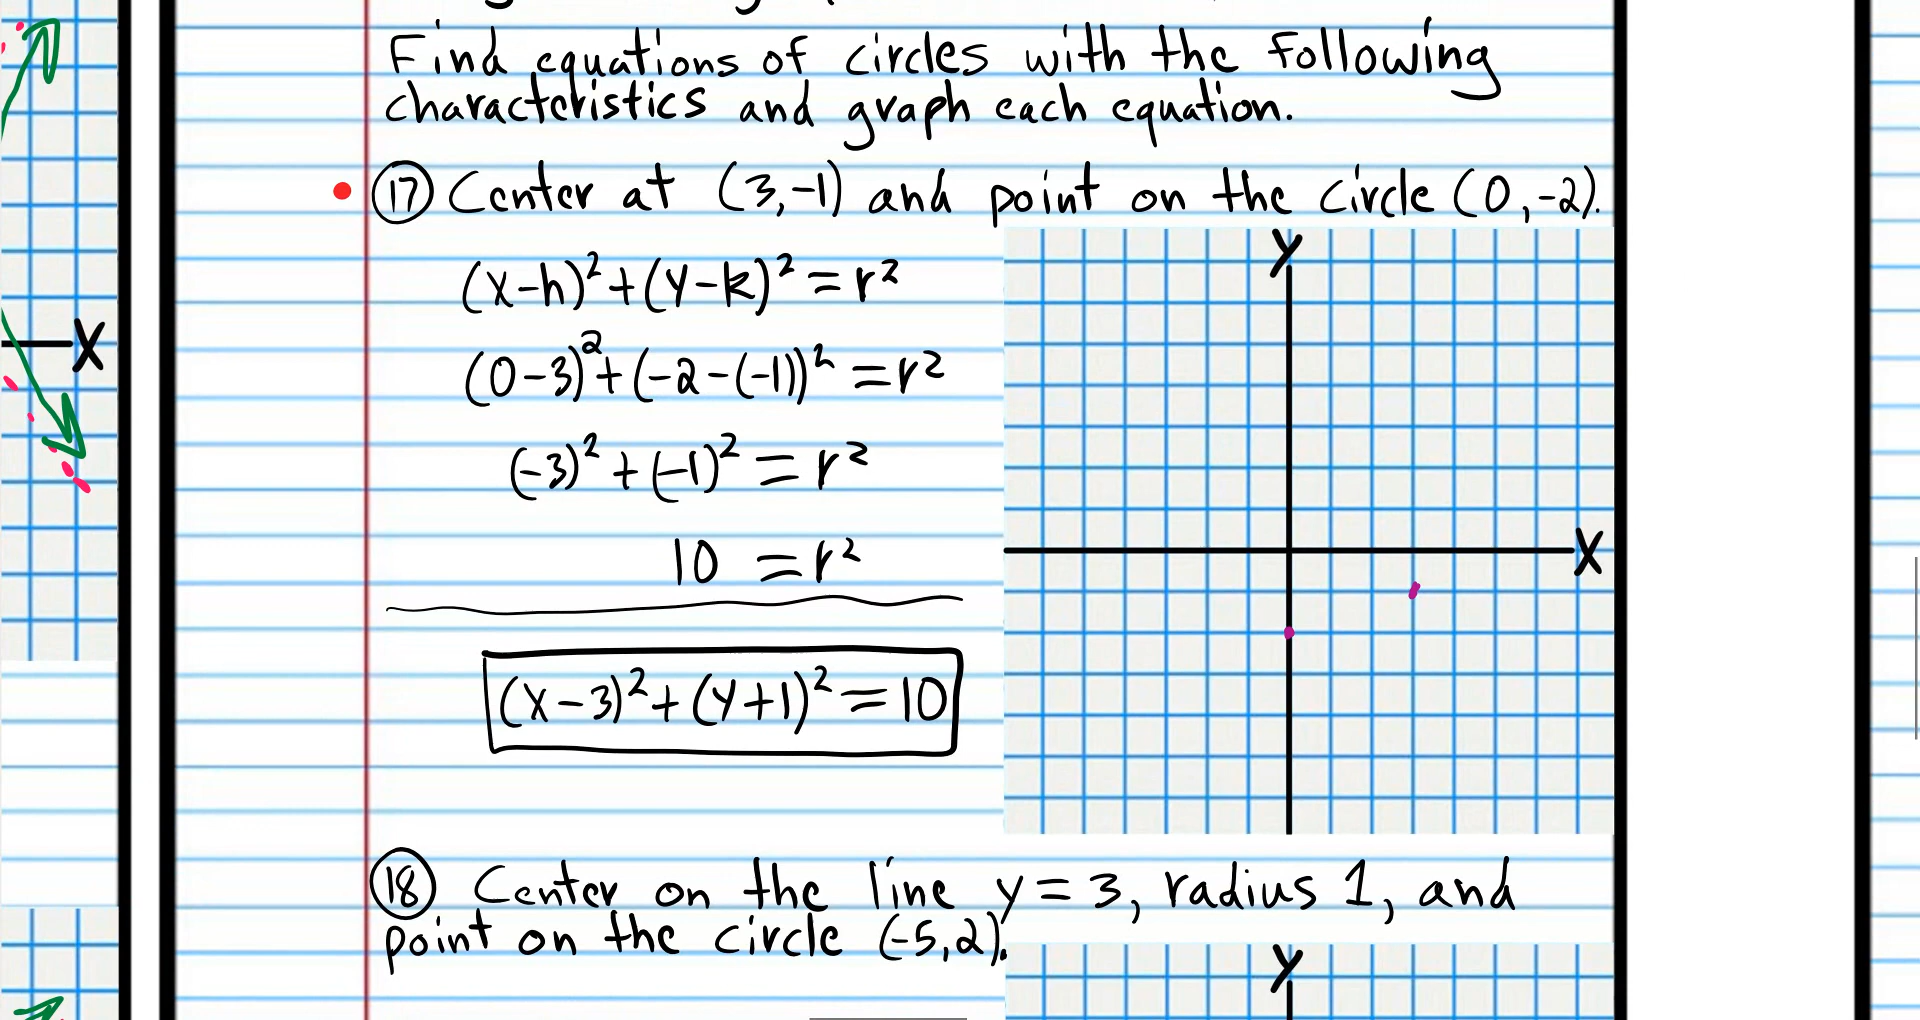 Find equations of circles with the following
characteristics and graph each equation.
⑰ Center at (3,-1) and point on the circle (0,-2).
Y
(x-h)²+(y-k)²=r²
(0-3)²+(-2-(-1))²=r²
X
(-3)²+(-1)²=r²
X
10 =r²
(x-3)²+(y+1)²=10
⑱ Center on the line y=3, radius 1, and
point on the circle (-5,2).
Y